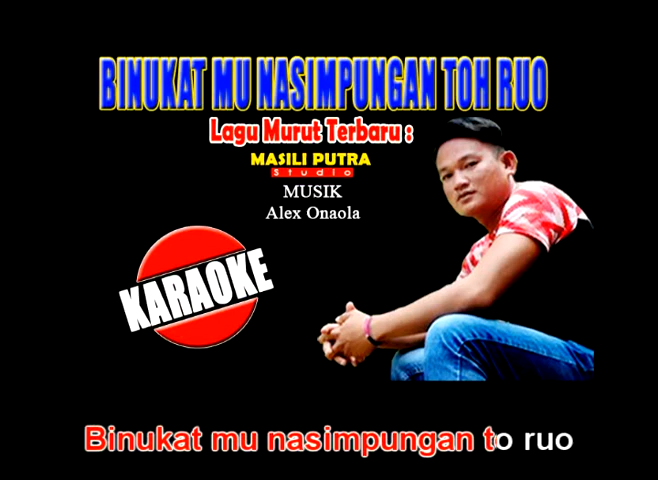 BINUKAT MU NASIMPUNGAN TOH RUO
Lagu Murut Terbaru :
MASILI PUTRA
Studio
MUSIK
Alex Onaola
KARAOKE
Binukat mu nasimpungan to ruo